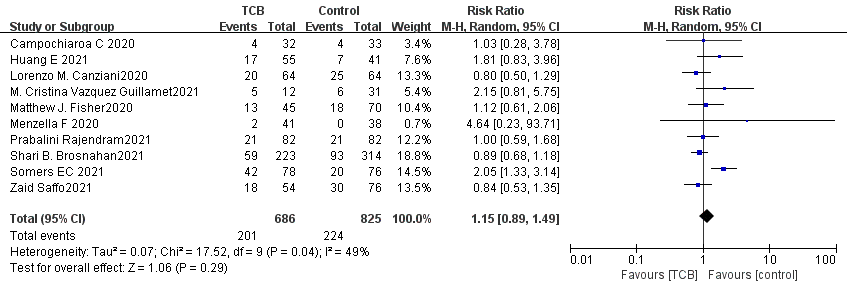 TCB Control Risk Ratio Risk Ratio
Study or Subgroup Events Total Events Total Weight M-H, Random, 95% CI M-H, Random, 95% CI
Campochiaroa C 2020 4 32 4 33 3.4% 1.03 [0.28, 3.78]
Huang E 2021 17 55 7 41 7.6% 1.81 [0.83, 3.96]
Lorenzo M. Canziani2020 20 64 25 64 13.4% 0.80 [0.50, 1.29]
M. Cristina Vazquez Guillamet2021 5 12 6 31 5.5% 2.15 [0.81, 5.75]
Matthew J. Fisher2020 13 45 18 70 10.4% 1.12 [0.61, 2.06]
Menzella F 2020 2 41 0 38 0.7% 4.64 [0.23, 93.71]
Prabalini Rajendram2021 21 82 21 82 11.6% 1.00 [0.59, 1.68]
Shari B. Brosnahan2021 59 223 93 314 18.8% 0.89 [0.68, 1.18]
Somers EC 2021 42 78 20 76 14.5% 2.05 [1.33, 3.14]
Zaid Saffo2021 18 54 30 76 14.2% 0.84 [0.53, 1.35]
Total (95% CI) 686 825 100.0% 1.15 [0.89, 1.49]
Total events 201 224
Heterogeneity: Tau² = 0.07; Chi² = 17.52, df = 9 (P = 0.04); I² = 49%
Test for overall effect: Z = 1.06 (P = 0.29)
0.01 0.1 1 10 100
Favours [TCB] Favours [control]